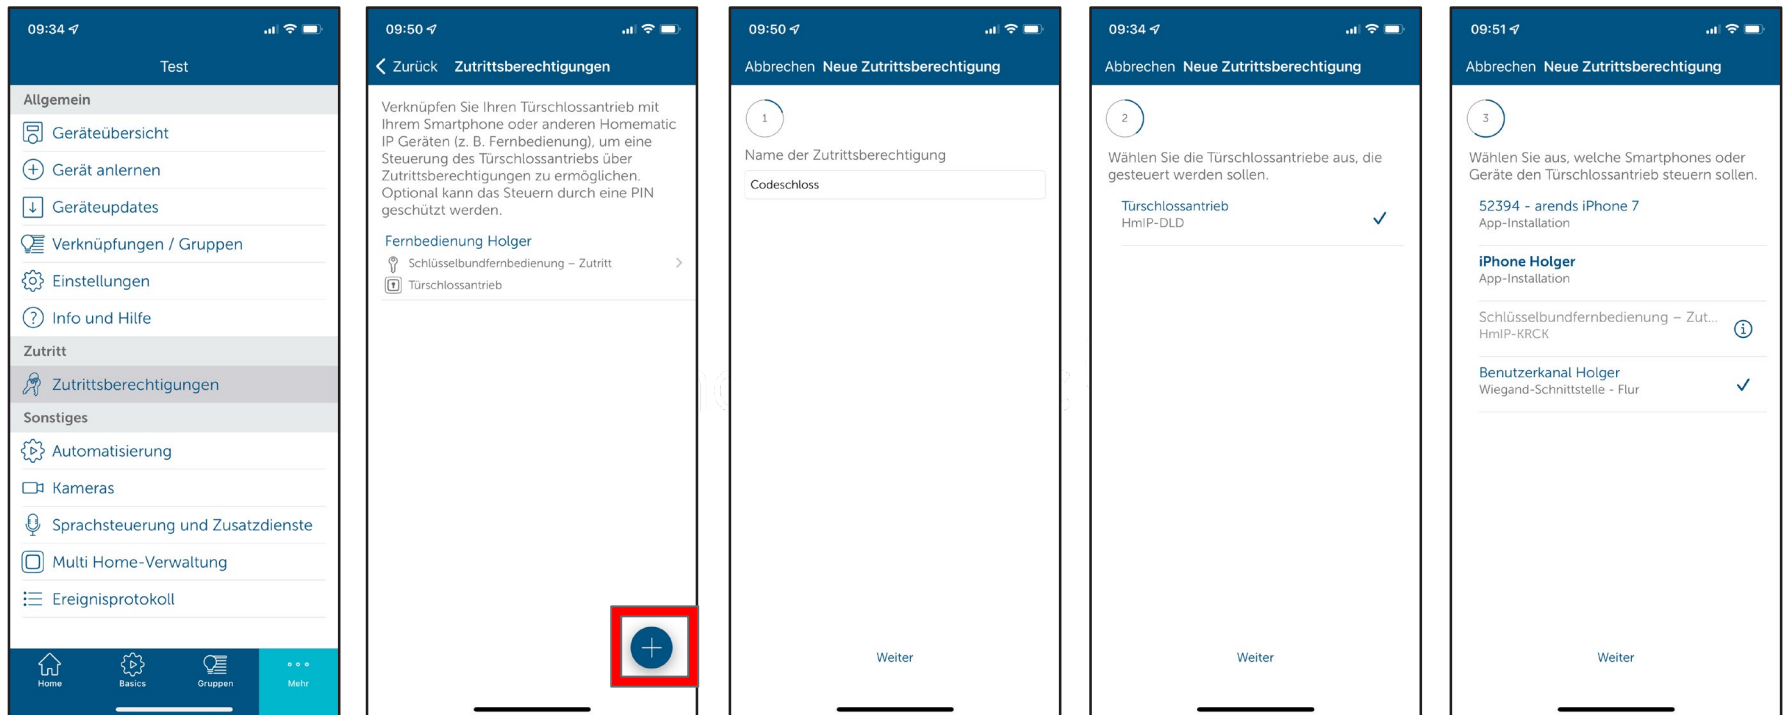 09:34
Test
Allgemein
Geräteübersicht
Gerät anlernen
Geräteupdates
Verknüpfungen / Gruppen
Einstellungen
Info und Hilfe
Zutritt
Zutrittsberechtigungen
Sonstiges
Automatisierung
Kameras
Sprachsteuerung und Zusatzdienste
Multi Home-Verwaltung
Ereignisprotokoll
Home
Basics
Gruppen
Mehr
09:50
Zurück Zutrittsberechtigungen
Verknüpfen Sie Ihren Türschlossantrieb mit
Ihrem Smartphone oder anderen Homematic
IP Geräten (z. B. Fernbedienung), um eine
Steuerung des Türschlossantriebs über
Zutrittsberechtigungen zu ermöglichen.
Optional kann das Steuern durch eine PIN
geschützt werden.
Fernbedienung Holger
Schlüsselbundfernbedienung – Zutritt
Türschlossantrieb
09:50
Abbrechen Neue Zutrittsberechtigung
1
Name der Zutrittsberechtigung
Codeschloss
Weiter
09:34
Abbrechen Neue Zutrittsberechtigung
2
Wählen Sie die Türschlossantriebe aus, die
gesteuert werden sollen.
Türschlossantrieb
HmIP-DLD
Weiter
09:51
Abbrechen Neue Zutrittsberechtigung
3
Wählen Sie aus, welche Smartphones oder
Geräte den Türschlossantrieb steuern sollen.
52394 - arends iPhone 7
App-Installation
iPhone Holger
App-Installation
Schlüsselbundfernbedienung – Zut...
HmIP-KRCK
Benutzerkanal Holger
Wiegand-Schnittstelle - Flur
Weiter